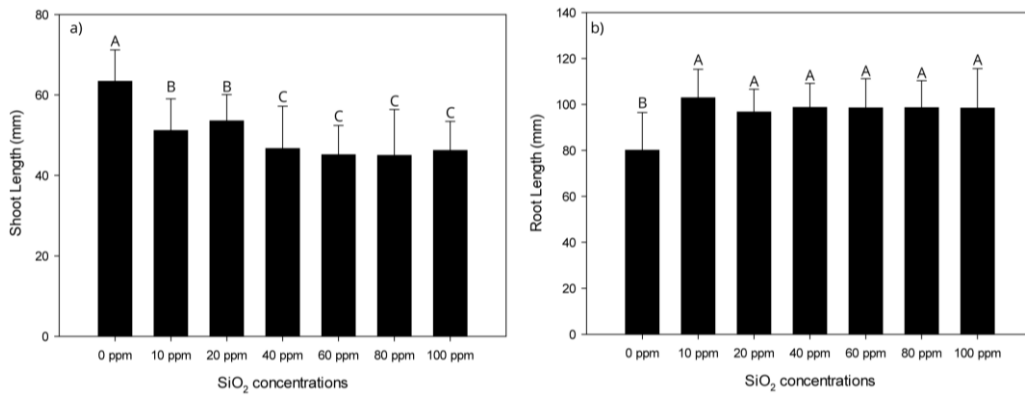 a)
Shoot Length (mm)
80
60
40
20
0
A
B
B
C
C
C
C
0 ppm 10 ppm 20 ppm 40 ppm 60 ppm 80 ppm 100 ppm
SiO₂ concentrations
b)
Root Length (mm)
140
120
100
80
60
40
20
0
B
A
A
A
A
A
A
0 ppm 10 ppm 20 ppm 40 ppm 60 ppm 80 ppm 100 ppm
SiO₂ concentrations